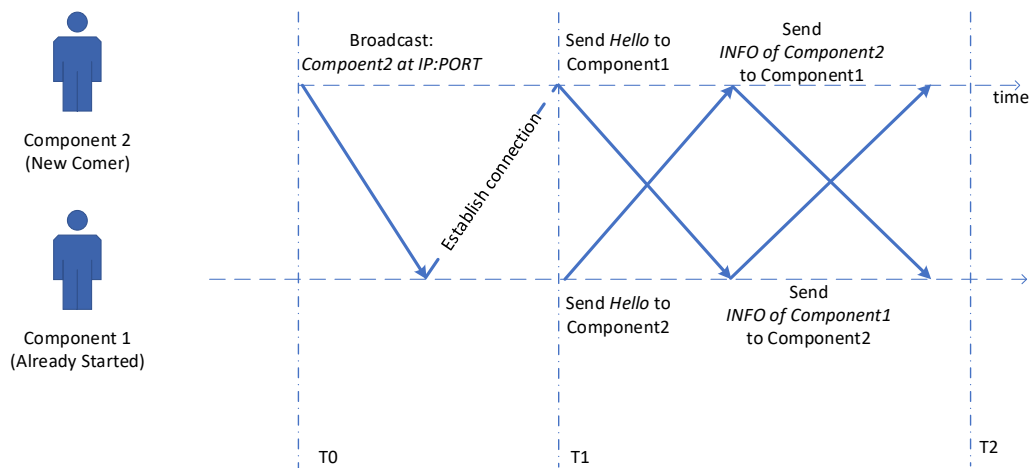 Broadcast:
Compoent2 at IP:PORT
Send Hello to
Component1
Send
INFO of Component2
to Component1
time
Component 2
(New Comer)
Establish connection
Component 1
(Already Started)
Send Hello to
Component2
Send
INFO of Component1
to Component2
T0
T1
T2